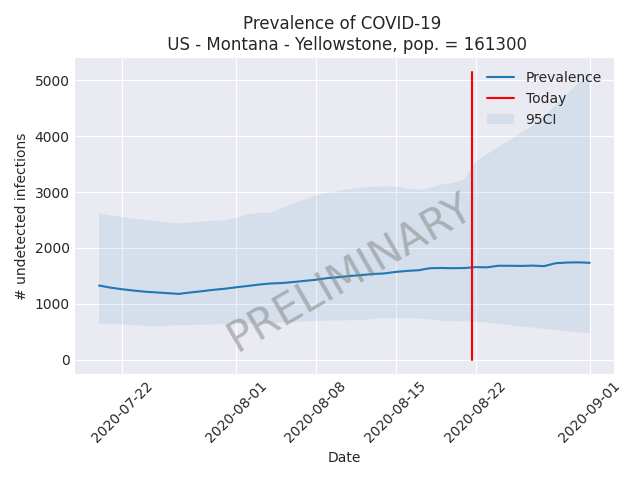 Prevalence of COVID-19
US - Montana - Yellowstone, pop. = 161300
Prevalence
Today
95CI
# undetected infections
5000
4000
3000
2000
1000
0
PRELIMINARY
2020-07-22
2020-08-01
2020-08-08
2020-08-15
2020-08-22
2020-09-01
Date